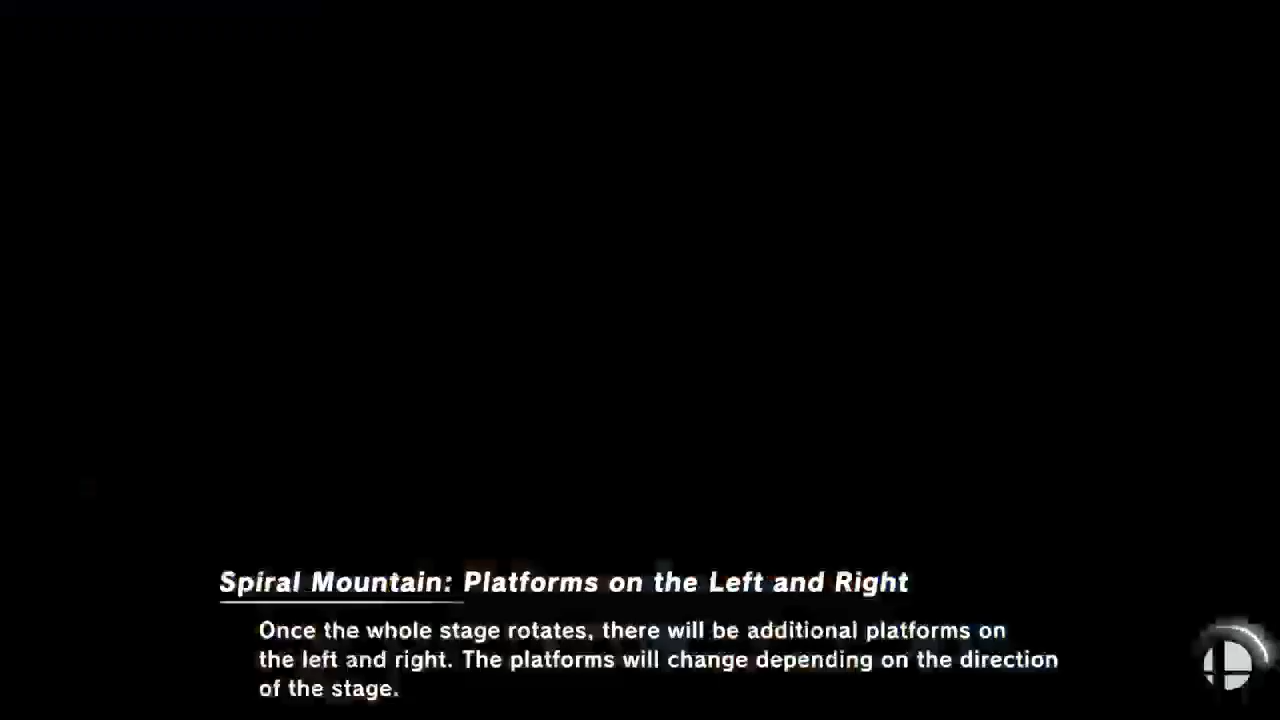 Spiral Mountain: Platforms on the Left and Right
Once the whole stage rotates, there will be additional platforms on
the left and right. The platforms will change depending on the direction
of the stage.